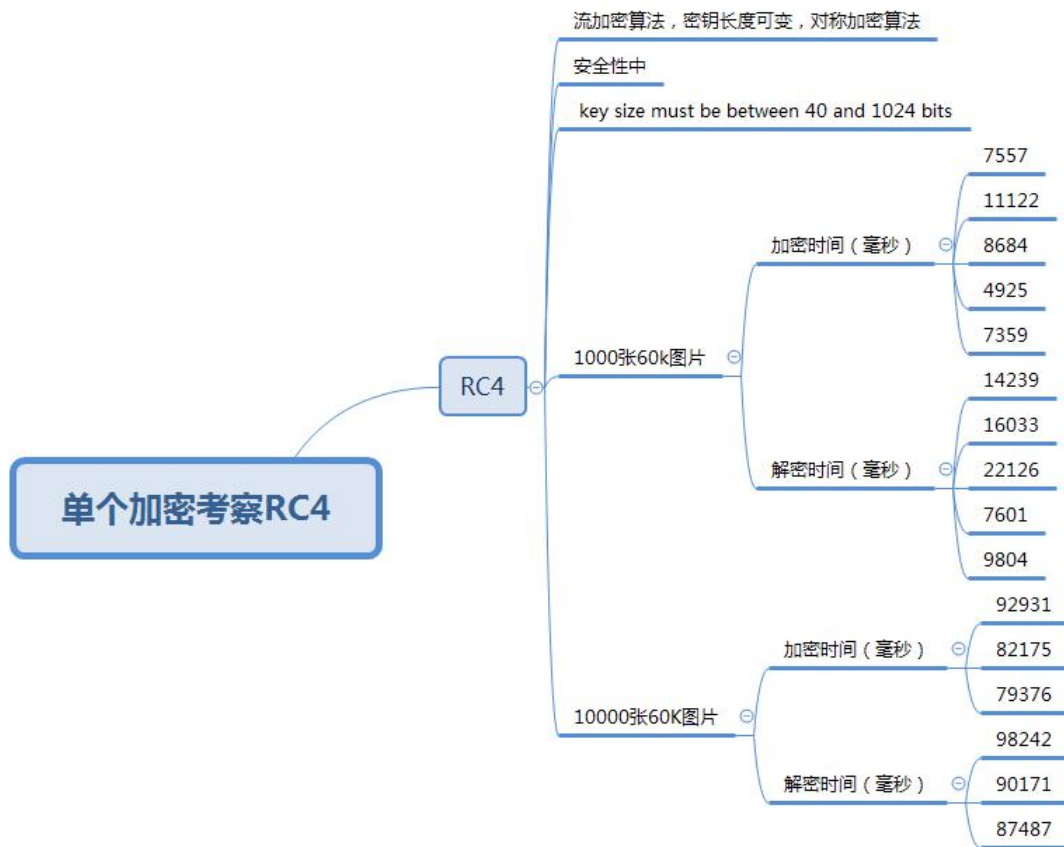 流加密算法，密钥长度可变，对称加密算法
安全性中
key size must be between 40 and 1024 bits
7557
11122
加密时间（毫秒）
8684
4925
7359
1000张60k图片
RC4
14239
16033
解密时间（毫秒）
22126
7601
9804
单个加密考察RC4
92931
加密时间（毫秒）
82175
79376
10000张60K图片
98242
解密时间（毫秒）
90171
87487